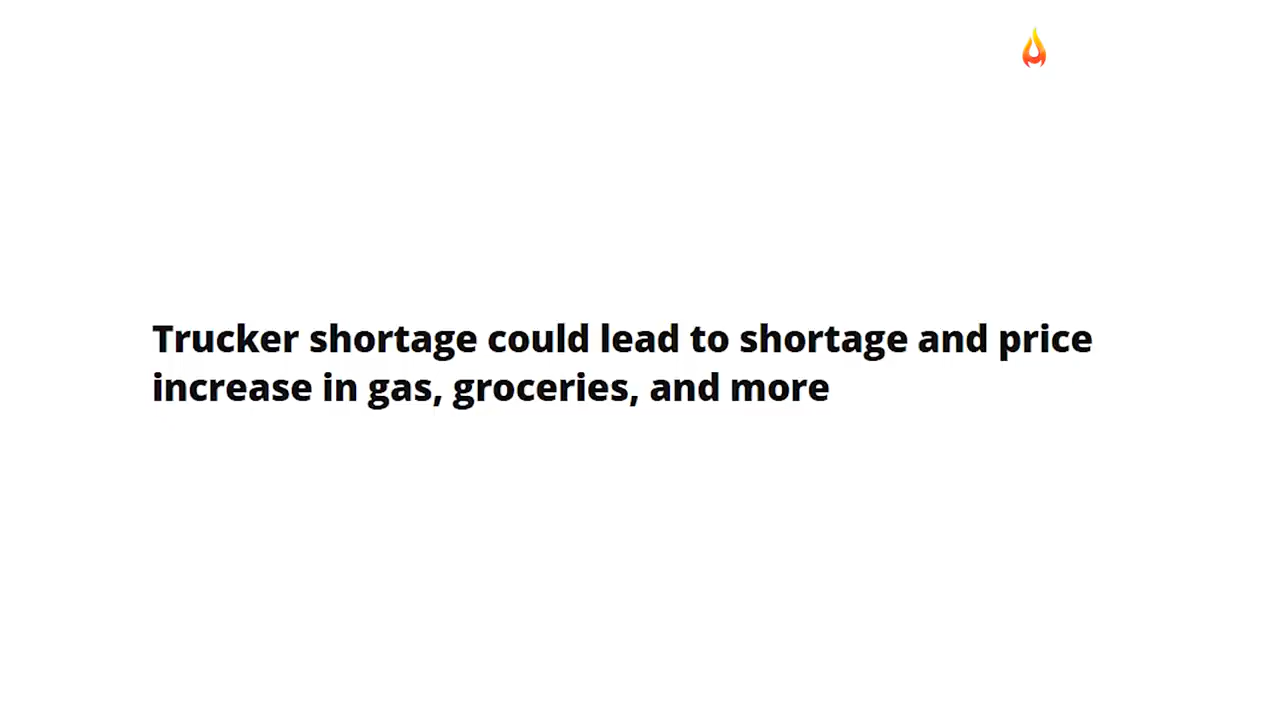 Trucker shortage could lead to shortage and price
increase in gas, groceries, and more